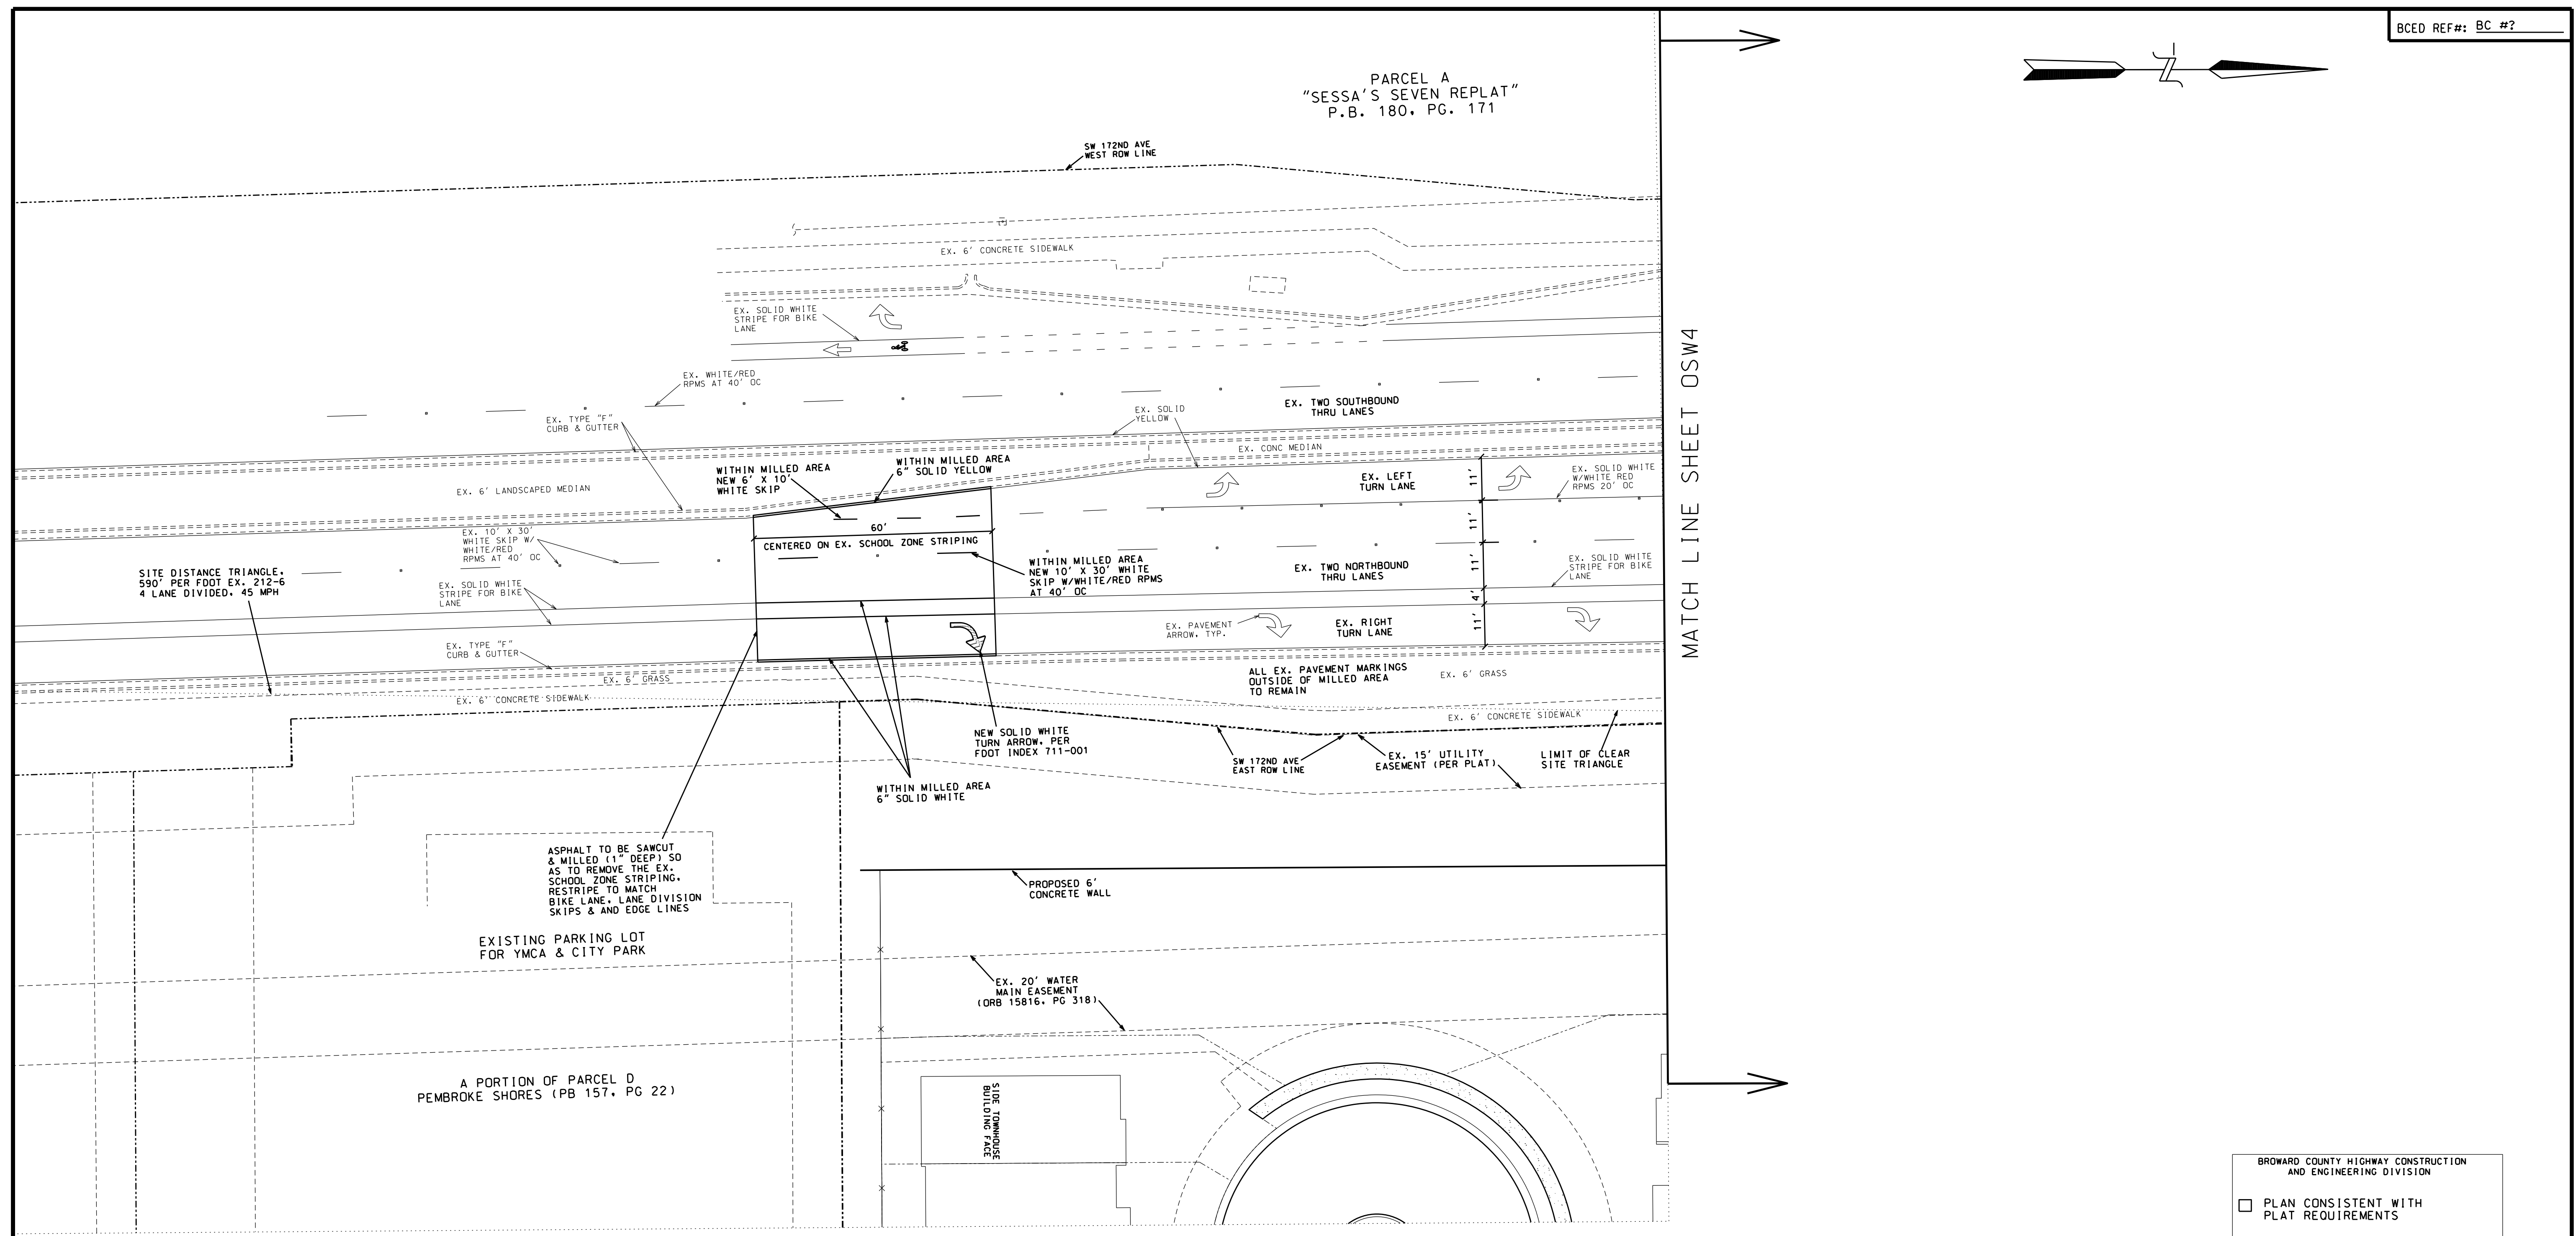 BCED REF#: BC #?
PARCEL A
"SESSA'S SEVEN REPLAT"
P.B. 180, PG. 171
SW 172ND AVE
WEST ROW LINE
EX. 6' CONCRETE SIDEWALK
EX. SOLID WHITE
STRIPE FOR BIKE
LANE
EX. WHITE/RED
RPMS AT 40' OC
EX. TYPE "F"
CURB & GUTTER
EX. SOLID
YELLOW
EX. TWO SOUTHBOUND
THRU LANES
EX. CONC MEDIAN
MATCH LINE SHEET OSW4
WITHIN MILLED AREA
NEW 6' X 10'
WHITE SKIP
WITHIN MILLED AREA
6" SOLID YELLOW
EX. 6' LANDSCAPED MEDIAN
EX. LEFT
TURN LANE
11'
EX. SOLID WHITE
W/WHITE RED
RPMS 20' OC
EX. 10' X 30'
WHITE SKIP W/
WHITE/RED
RPMS AT 40' OC
60'
CENTERED ON EX. SCHOOL ZONE STRIPING
11'
WITHIN MILLED AREA
NEW 10' X 30' WHITE
SKIP W/WHITE/RED RPMS
AT 40' OC
EX. TWO NORTHBOUND
THRU LANES
11'
EX. SOLID WHITE
STRIPE FOR BIKE
LANE
SITE DISTANCE TRIANGLE,
590' PER FDOT EX. 212-6
4 LANE DIVIDED, 45 MPH
EX. SOLID WHITE
STRIPE FOR BIKE
LANE
4'
EX. PAVEMENT
ARROW, TYP.
EX. RIGHT
TURN LANE
11'
EX. TYPE "F"
CURB & GUTTER
EX. 6' GRASS
ALL EX. PAVEMENT MARKINGS
OUTSIDE OF MILLED AREA
TO REMAIN
EX. 6' GRASS
EX. 6' CONCRETE SIDEWALK
EX. 6' CONCRETE SIDEWALK
NEW SOLID WHITE
TURN ARROW, PER
FDOT INDEX 711-001
SW 172ND AVE
EAST ROW LINE
EX. 15' UTILITY
EASEMENT (PER PLAT)
LIMIT OF CLEAR
SITE TRIANGLE
WITHIN MILLED AREA
6" SOLID WHITE
ASPHALT TO BE SAWCUT
& MILLED (1" DEEP) SO
AS TO REMOVE THE EX.
SCHOOL ZONE STRIPING.
RESTRIPE TO MATCH
BIKE LANE, LANE DIVISION
SKIPS & AND EDGE LINES
PROPOSED 6'
CONCRETE WALL
EXISTING PARKING LOT
FOR YMCA & CITY PARK
EX. 20' WATER
MAIN EASEMENT
(ORB 15816, PG 318)
A PORTION OF PARCEL D
PEMBROKE SHORES (PB 157, PG 22)
SIDE TOWNHOUSE
BUILDING FACE
BROWARD COUNTY HIGHWAY CONSTRUCTION
AND ENGINEERING DIVISION
PLAN CONSISTENT WITH
PLAT REQUIREMENTS